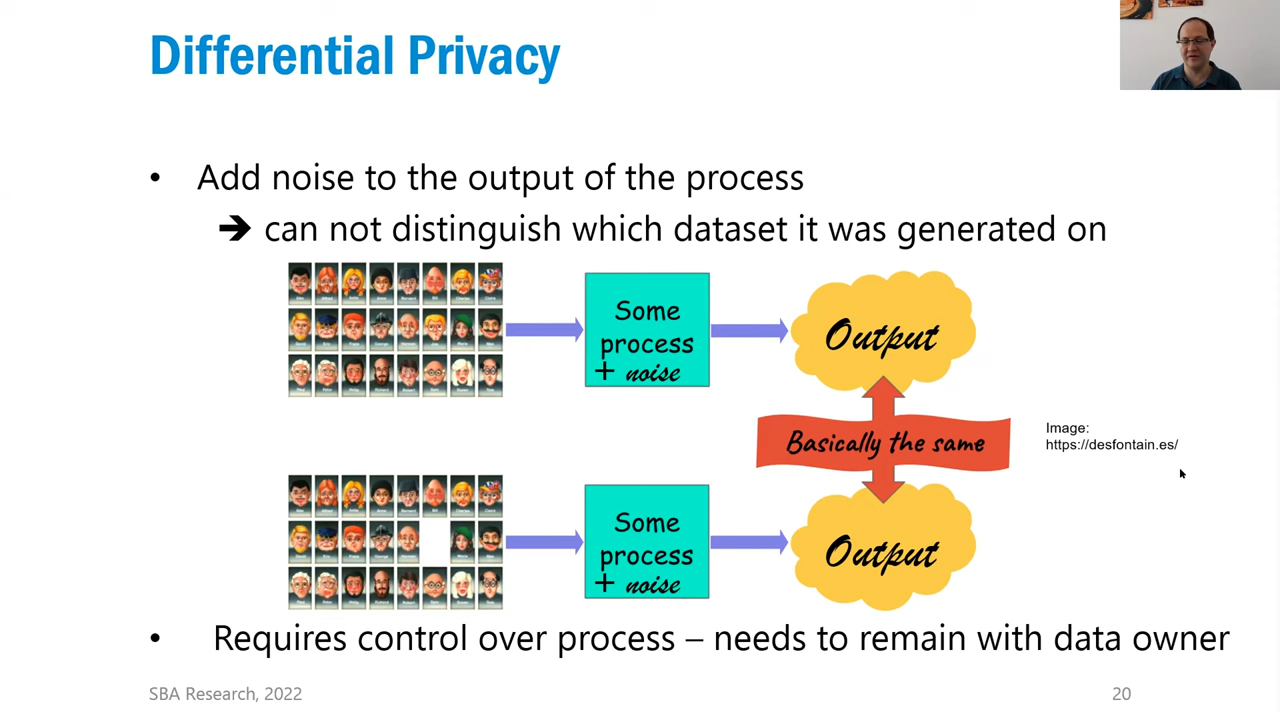 Differential Privacy
• Add noise to the output of the process
➔ can not distinguish which dataset it was generated on
Some
process
+ noise
Output
Basically the same
Image:
https://desfontain.es/
Some
process
+ noise
Output
• Requires control over process – needs to remain with data owner
SBA Research, 2022
20